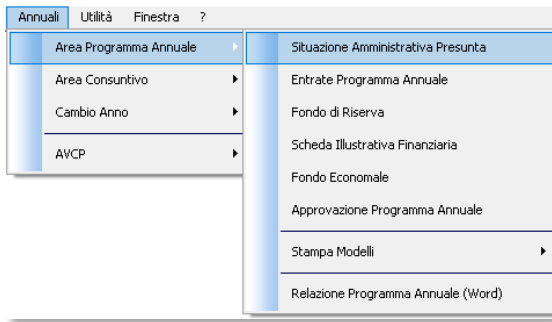 Annuali Utilità Finestra ?
Area Programma Annuale
Area Consuntivo
Cambio Anno
AVCP
Situazione Amministrativa Presunta
Entrate Programma Annuale
Fondo di Riserva
Scheda Illustrativa Finanziaria
Fondo Economale
Approvazione Programma Annuale
Stampa Modelli
Relazione Programma Annuale (Word)